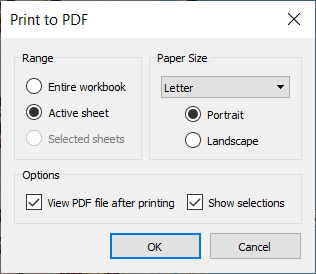 Print to PDF
Range
Entire workbook
Active sheet
Selected sheets
Paper Size
Letter
Portrait
Landscape
Options
View PDF file after printing
Show selections
OK
Cancel